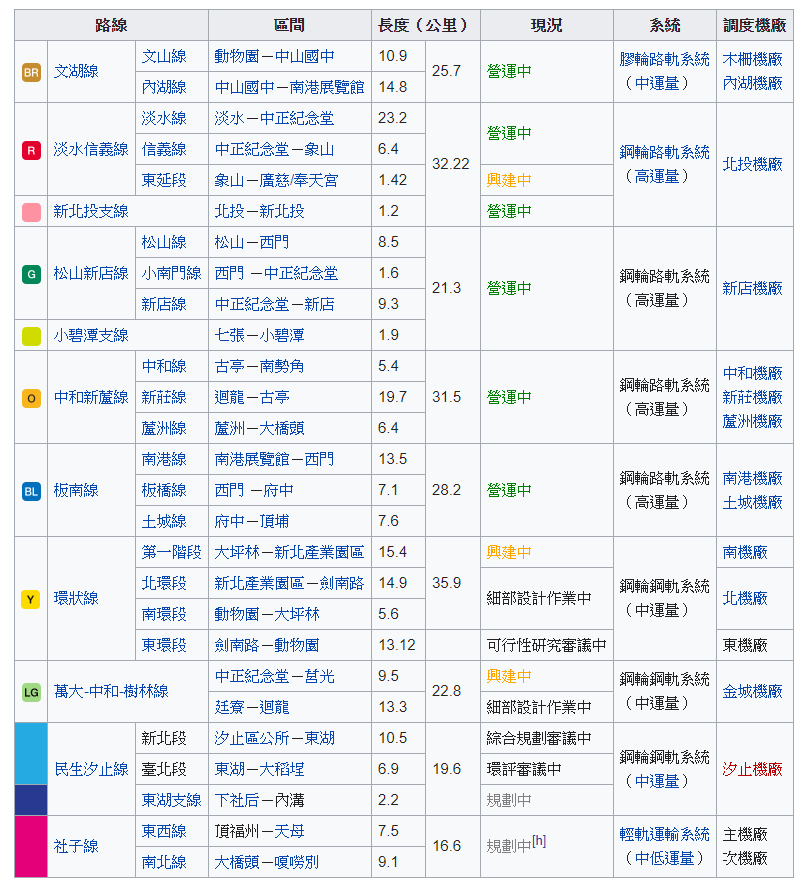 路線 區間 長度（公里） 現況 系統 調度機廠
BR 文湖線 文山線 動物園－中山國中 10.9 25.7 營運中 膠輪路軌系統（中運量） 木柵機廠 內湖機廠
內湖線 中山國中－南港展覽館 14.8
R 淡水信義線 淡水線 淡水－中正紀念堂 23.2 32.22 營運中 鋼輪路軌系統（高運量） 北投機廠
信義線 中正紀念堂－象山 6.4
東延段 象山－廣慈/奉天宮 1.42 興建中
新北投支線 北投－新北投 1.2 營運中
G 松山新店線 松山線 松山－西門 8.5 21.3 營運中 鋼輪路軌系統（高運量） 新店機廠
小南門線 西門 －中正紀念堂 1.6
新店線 中正紀念堂－新店 9.3
小碧潭支線 七張－小碧潭 1.9
O 中和新蘆線 中和線 古亭－南勢角 5.4 31.5 營運中 鋼輪路軌系統（高運量） 中和機廠 新莊機廠 蘆洲機廠
新莊線 迴龍－古亭 19.7
蘆洲線 蘆洲－大橋頭 6.4
BL 板南線 南港線 南港展覽館－西門 13.5 28.2 營運中 鋼輪路軌系統（高運量） 南港機廠 土城機廠
板橋線 西門 －府中 7.1
土城線 府中－頂埔 7.6
Y 環狀線 第一階段 大坪林－新北產業園區 15.4 35.9 興建中 鋼輪鋼軌系統（中運量） 南機廠
北環段 新北產業園區－劍南路 14.9 細部設計作業中 北機廠
南環段 動物園－大坪林 5.6
東環段 劍南路－動物園 13.12 可行性研究審議中 東機廠
LG 萬大-中和-樹林線 中正紀念堂－莒光 9.5 22.8 興建中 鋼輪鋼軌系統（中運量） 金城機廠
廷寮－迴龍 13.3 細部設計作業中
民生汐止線 新北段 汐止區公所－東湖 10.5 19.6 綜合規劃審議中 鋼輪鋼軌系統（中運量） 汐止機廠
臺北段 東湖－大稻埕 6.9 環評審議中
東湖支線 下社后－內溝 2.2 規劃中
社子線 東西線 頂福州－天母 7.5 16.6 規劃中[h] 輕軌運輸系統（中低運量） 主機廠 次機廠
南北線 大橋頭－嗄嘮別 9.1